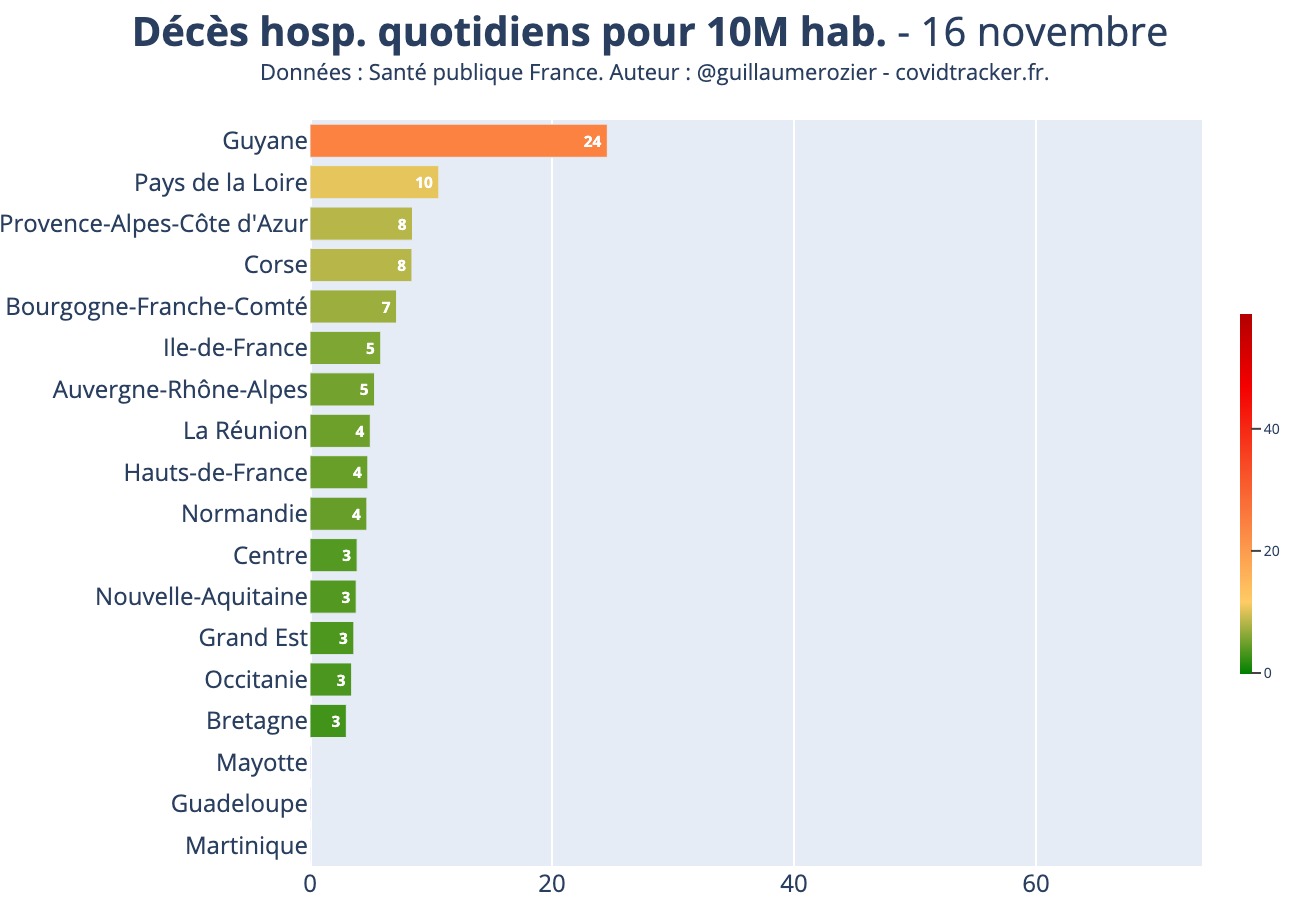 Décès hosp. quotidiens pour 10M hab. - 16 novembre
Données : Santé publique France. Auteur : @guillaumerozier - covidtracker.fr.
Guyane 24
Pays de la Loire 10
Provence-Alpes-Côte d'Azur 8
Corse 8
Bourgogne-Franche-Comté 7
Ile-de-France 5
Auvergne-Rhône-Alpes 5
La Réunion 4
Hauts-de-France 4
Normandie 4
Centre 3
Nouvelle-Aquitaine 3
Grand Est 3
Occitanie 3
Bretagne 3
Mayotte
Guadeloupe
Martinique
0 20 40 60
40
20
0